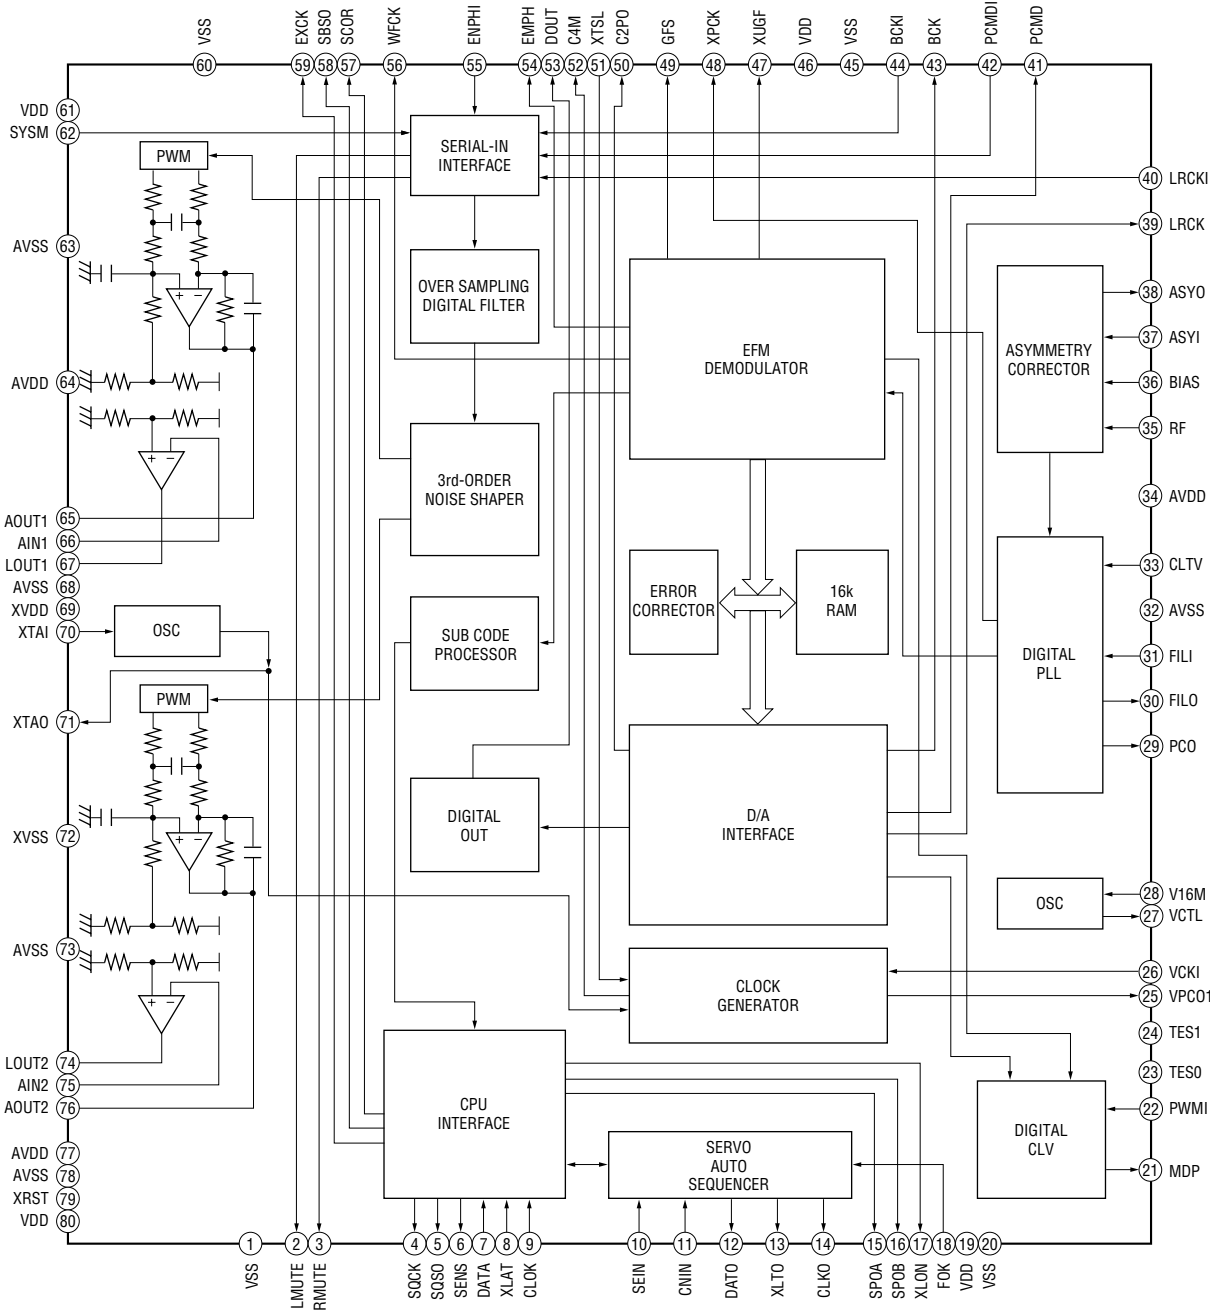 VSS
EXCK
SBSO
SCOR
WFCK
ENPHI
EMPH
DOUT
C4M
XTSL
C2PO
GFS
XPCK
XUGF
VDD
VSS
BCKI
BCK
PCMDI
PCMD
60
59
58
57
56
55
54
53
52
51
50
49
48
47
46
45
44
43
42
41
VDD 61
SYSM 62
AVSS 63
AVDD 64
AOUT1 65
AIN1 66
LOUT1 67
AVSS 68
XVDD 69
XTAI 70
XTAO 71
XVSS 72
AVSS 73
LOUT2 74
AIN2 75
AOUT2 76
AVDD 77
AVSS 78
XRST 79
VDD 80
PWM
+ −
+ −
OSC
PWM
+ −
+ −
SERIAL-IN
INTERFACE
OVER SAMPLING
DIGITAL FILTER
3rd-ORDER
NOISE SHAPER
SUB CODE
PROCESSOR
DIGITAL
OUT
CPU
INTERFACE
EFM
DEMODULATOR
ERROR
CORRECTOR
16k
RAM
D/A
INTERFACE
CLOCK
GENERATOR
SERVO
AUTO
SEQUENCER
ASYMMETRY
CORRECTOR
DIGITAL
PLL
OSC
DIGITAL
CLV
40 LRCKI
39 LRCK
38 ASYO
37 ASYI
36 BIAS
35 RF
34 AVDD
33 CLTV
32 AVSS
31 FILI
30 FILO
29 PCO
28 V16M
27 VCTL
26 VCKI
25 VPCO1
24 TES1
23 TES0
22 PWMI
21 MDP
1
2
3
4
5
6
7
8
9
10
11
12
13
14
15
16
17
18
19
20
VSS
LMUTE
RMUTE
SQCK
SQSO
SENS
DATA
XLAT
CLOK
SEIN
CNIN
DATO
XLTO
CLKO
SPOA
SPOB
XLON
FOK
VDD
VSS